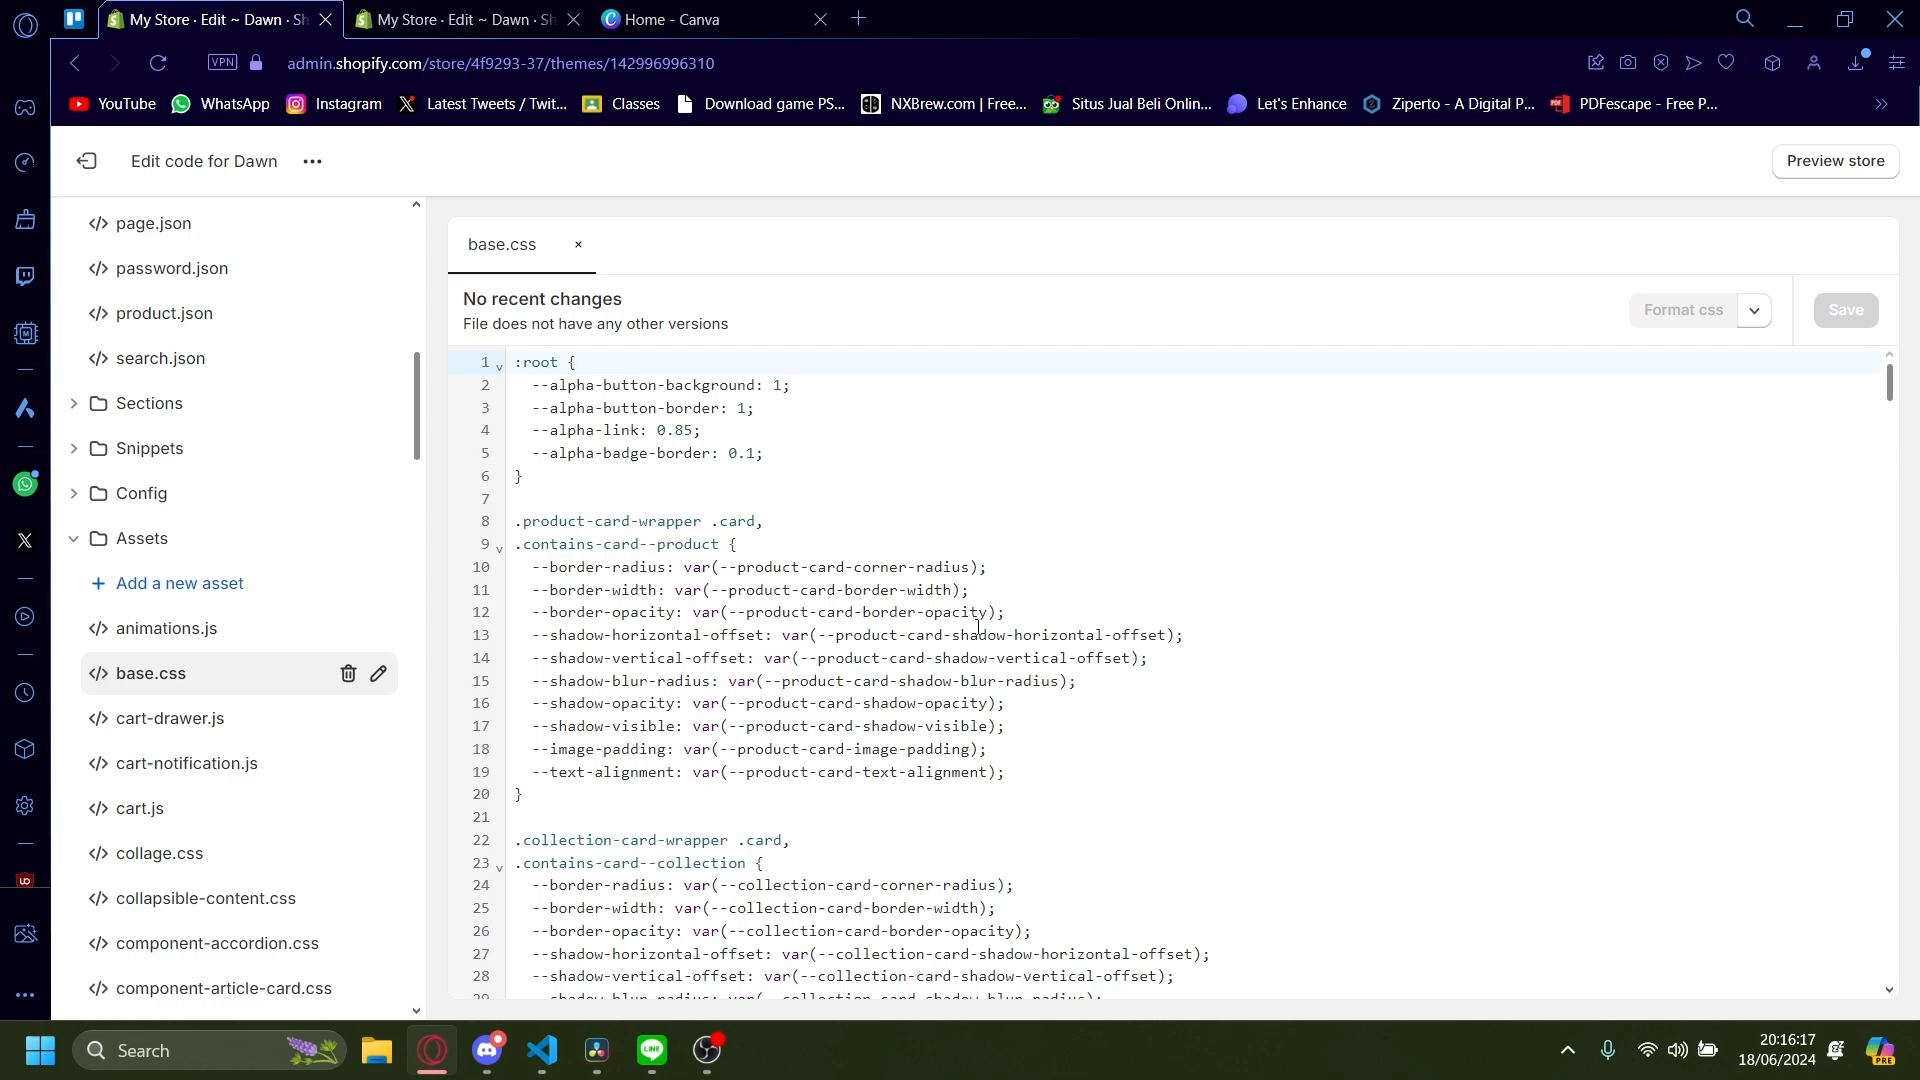 My Store · Edit ~ Dawn · Sh
My Store · Edit ~ Dawn · Sh
Home - Canva
VPN
admin.shopify.com/store/4f9293-37/themes/142996996310
YouTube
WhatsApp
Instagram
Latest Tweets / Twit...
Classes
Download game PS...
NXBrew.com | Free...
Situs Jual Beli Onlin...
Let's Enhance
Ziperto - A Digital P...
PDFescape - Free P...
Edit code for Dawn
Preview store
page.json
password.json
product.json
search.json
Sections
Snippets
Config
Assets
+ Add a new asset
animations.js
base.css
cart-drawer.js
cart-notification.js
cart.js
collage.css
collapsible-content.css
component-accordion.css
component-article-card.css
base.css
No recent changes
File does not have any other versions
Format css
Save
1 :root {
2 --alpha-button-background: 1;
3 --alpha-button-border: 1;
4 --alpha-link: 0.85;
5 --alpha-badge-border: 0.1;
6 }
7
8 .product-card-wrapper .card,
9 .contains-card--product {
10 --border-radius: var(--product-card-corner-radius);
11 --border-width: var(--product-card-border-width);
12 --border-opacity: var(--product-card-border-opacity);
13 --shadow-horizontal-offset: var(--product-card-shadow-horizontal-offset);
14 --shadow-vertical-offset: var(--product-card-shadow-vertical-offset);
15 --shadow-blur-radius: var(--product-card-shadow-blur-radius);
16 --shadow-opacity: var(--product-card-shadow-opacity);
17 --shadow-visible: var(--product-card-shadow-visible);
18 --image-padding: var(--product-card-image-padding);
19 --text-alignment: var(--product-card-text-alignment);
20 }
21
22 .collection-card-wrapper .card,
23 .contains-card--collection {
24 --border-radius: var(--collection-card-corner-radius);
25 --border-width: var(--collection-card-border-width);
26 --border-opacity: var(--collection-card-border-opacity);
27 --shadow-horizontal-offset: var(--collection-card-shadow-horizontal-offset);
28 --shadow-vertical-offset: var(--collection-card-shadow-vertical-offset);
29 --shadow-blur-radius: var(--collection-card-shadow-blur-radius);
Search
LINE
20:16:17
18/06/2024
PRE